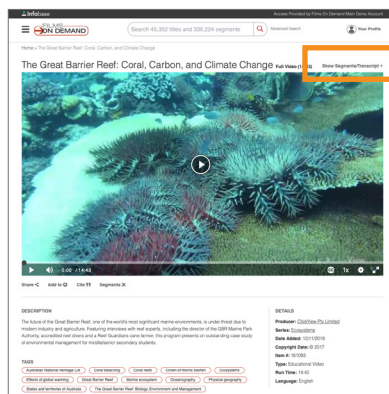 Infobase
Access Provided by Films On Demand Main Demo Account
FILMS
ON DEMAND
Search 45,352 titles and 339,224 segments
Advanced Search
Your Profile
Home » The Great Barrier Reef: Coral, Carbon, and Climate Change
The Great Barrier Reef: Coral, Carbon, and Climate Change
Full Video
Show Segments/Transcript +
0:00 / 14:43
1x
Share
Add to
Cite
Segments
DESCRIPTION
The future of the Great Barrier Reef, one of the world's most significant marine environments, is under threat due to
modern industry and agriculture. Featuring interviews with reef experts, including the director of the GBR Marine Park
Authority, accredited reef divers and a Reef Guardians cane farmer, this program presents an outstanding case study
of environmental management for middle/senior secondary students.
TAGS
Australian National Heritage List
Coral bleaching
Coral reefs
Crown-of-thorns starfish
Ecosystems
Effects of global warming
Great Barrier Reef
Marine ecosystem
Oceanography
Physical geography
States and territories of Australia
The Great Barrier Reef: Biology, Environment and Management
DETAILS
Producer: ClickView Pty Limited
Series: Ecosystems
Date Added: 12/11/2018
Copyright Date: © 2017
Item #: 161093
Type: Educational Video
Run Time: 14:43
Language: English